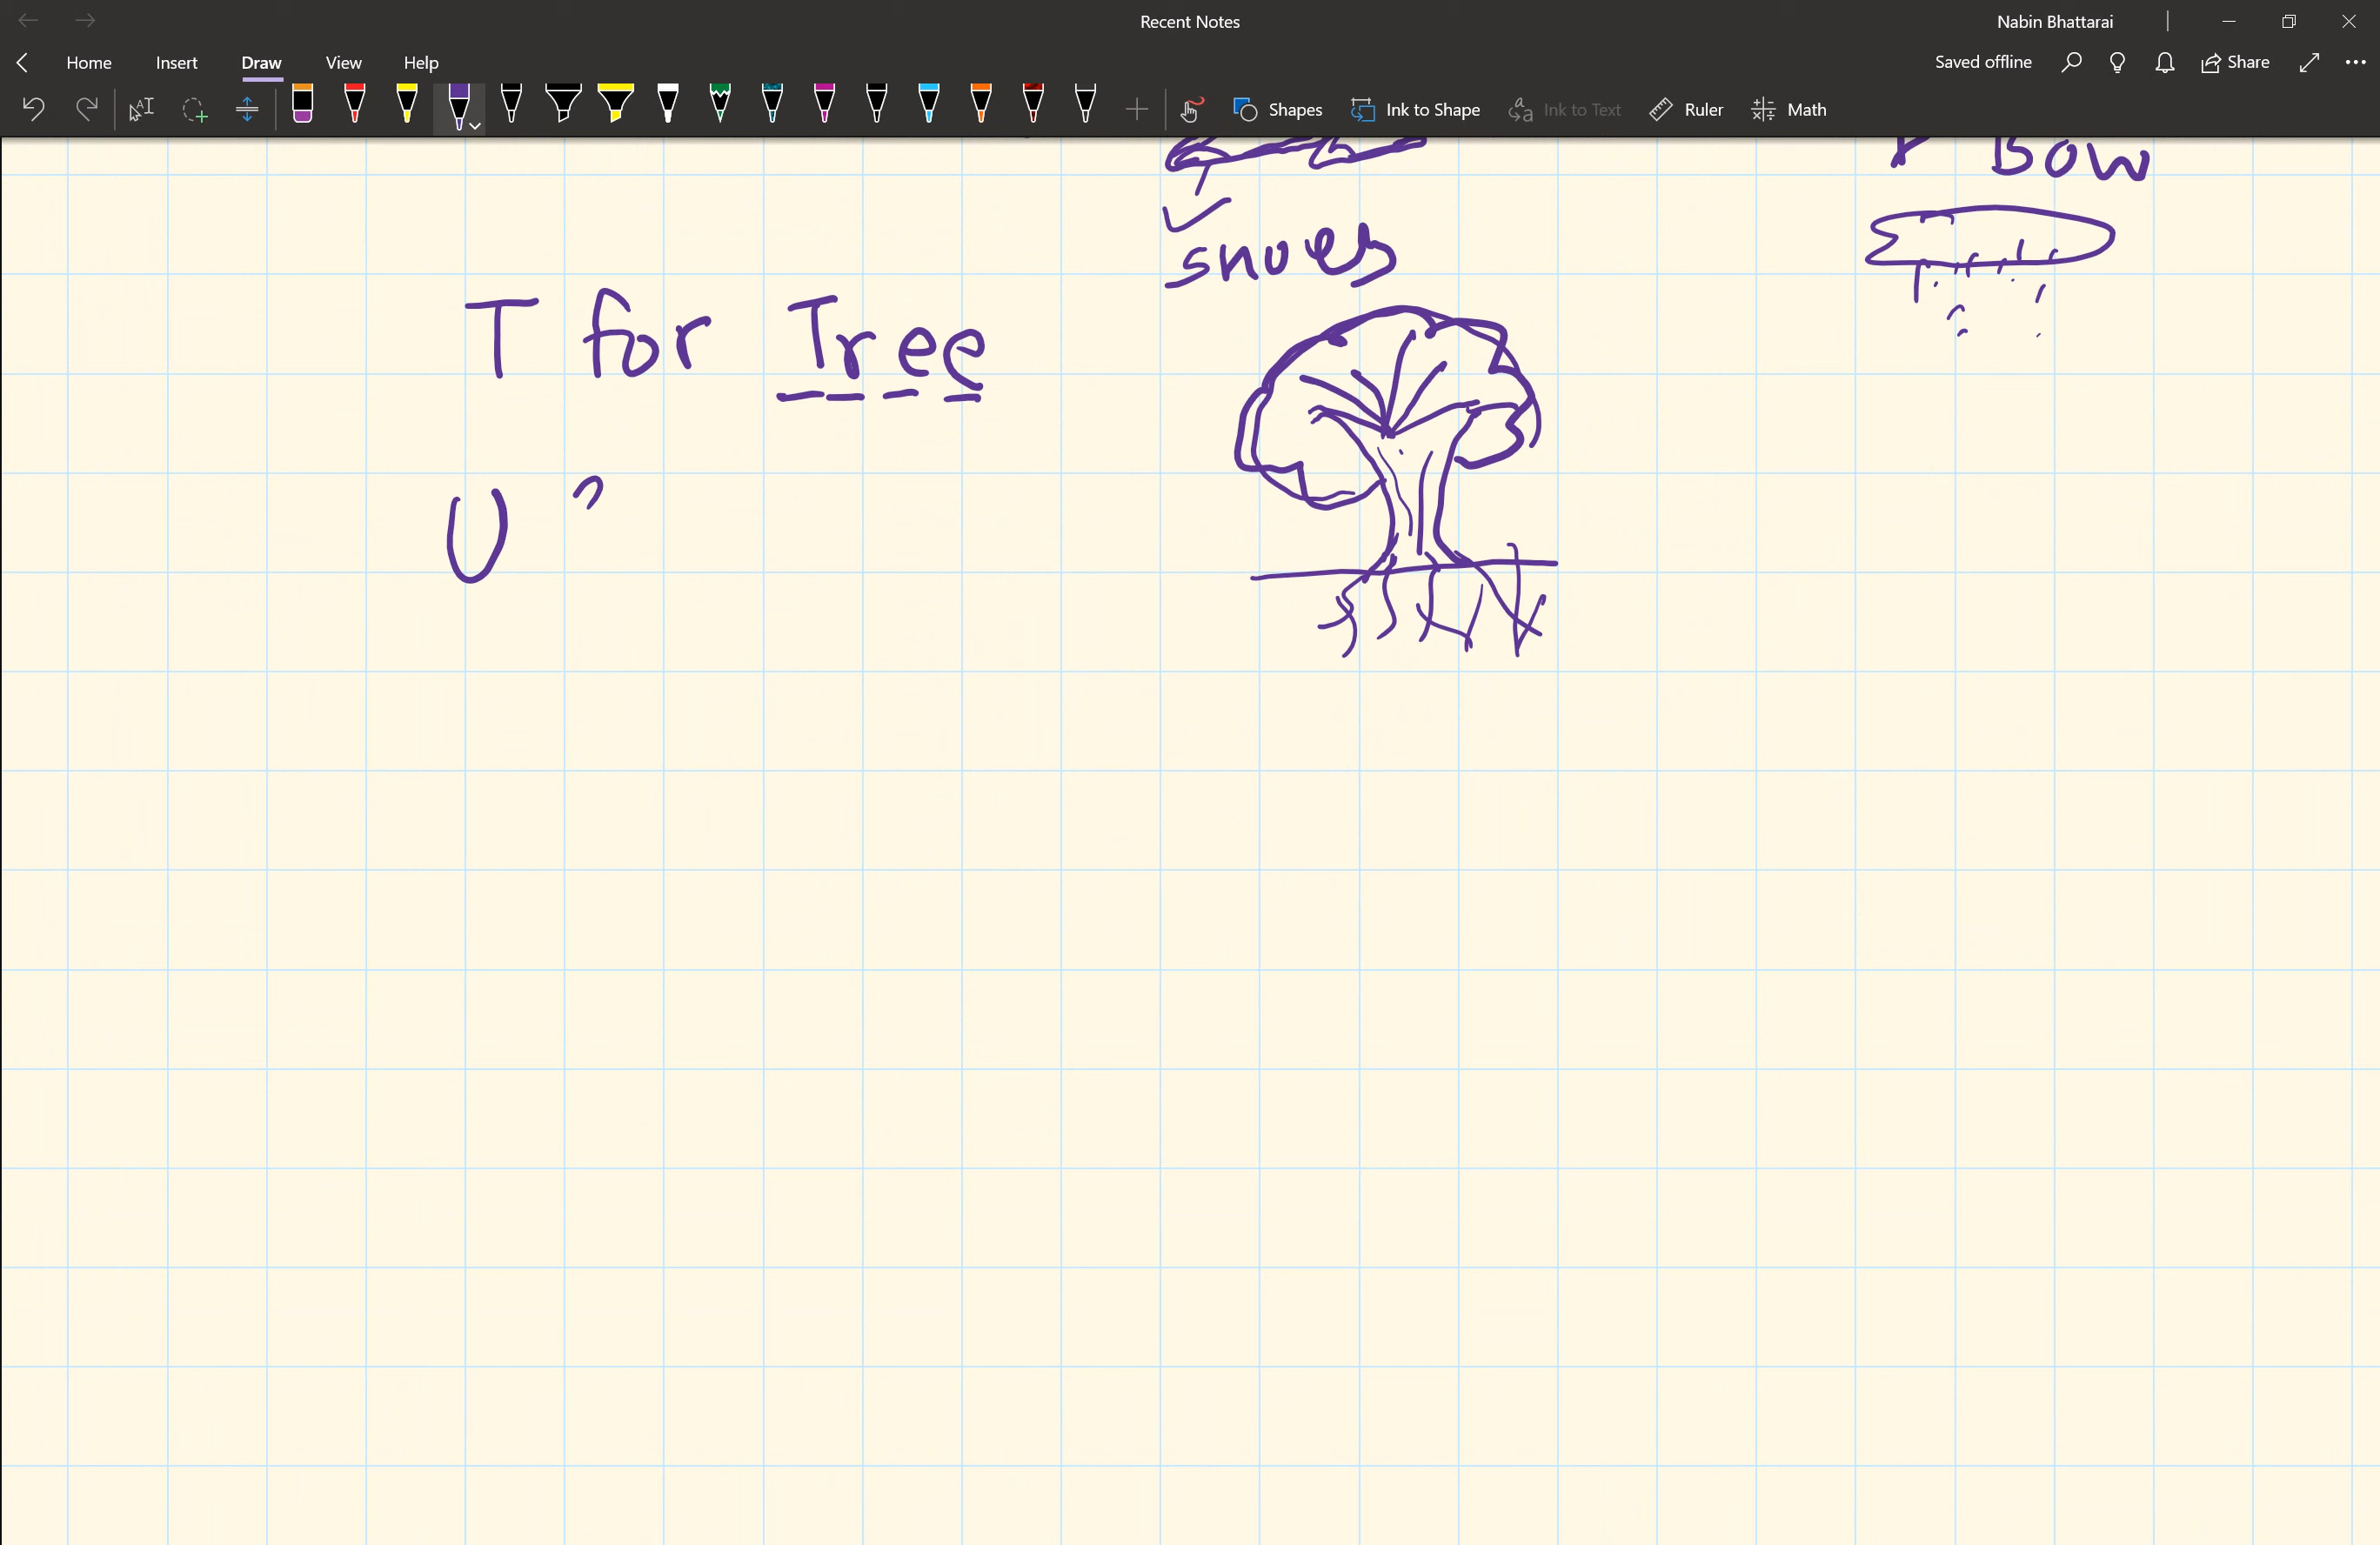 Recent Notes
Nabin Bhattarai
Home Insert Draw View Help
Saved offline
Share
Shapes
Ink to Shape
Ink to Text
Ruler
Math
Bow
shoes
T for Tree
U